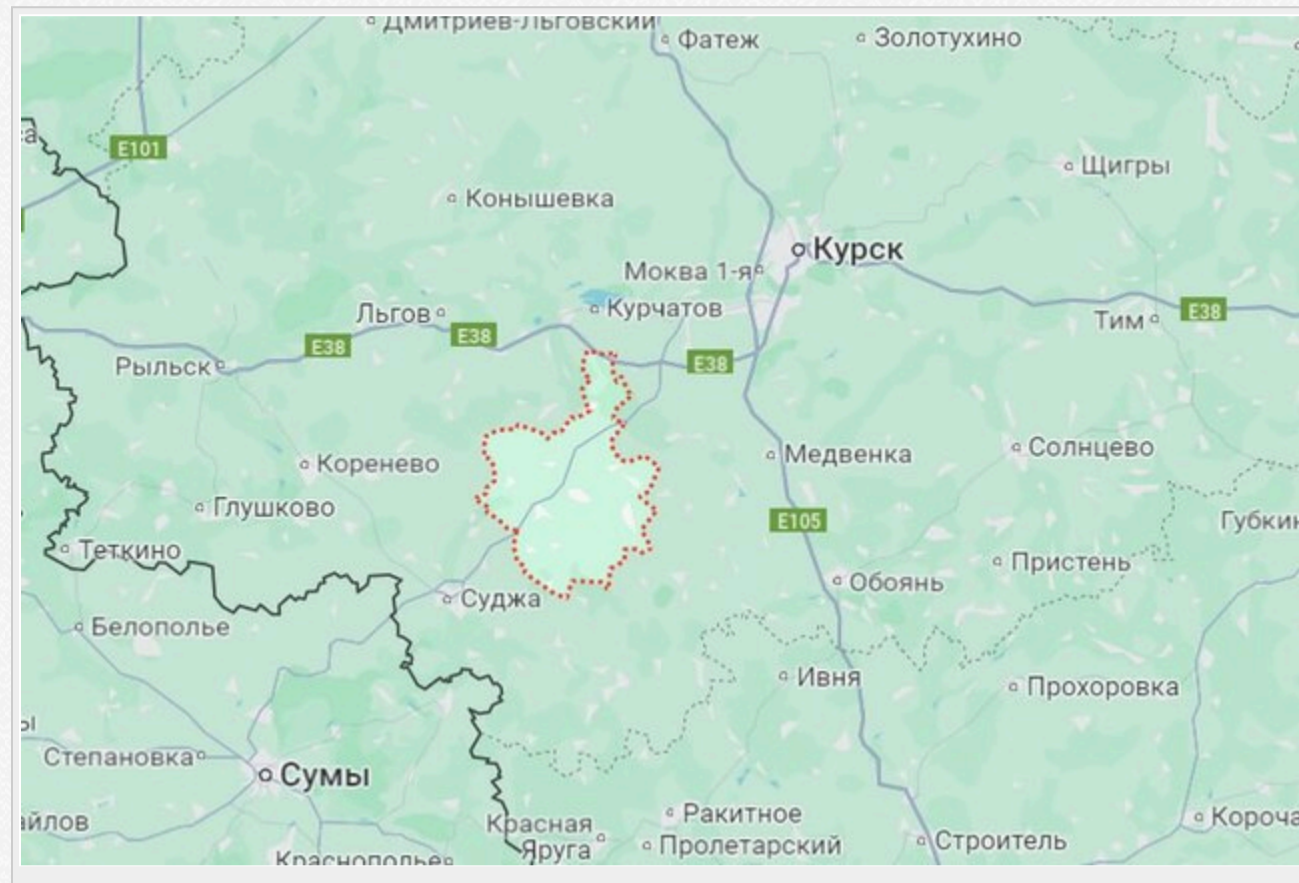 Дмитриев-Льговский
Фатеж
Золотухино
E101
Щигры
Конышевка
Курск
Моква 1-я
Курчатов
Льгов
E38
E38
E38
Тим
E38
Рыльск
Коренево
Медвенка
Солнцево
Глушково
E105
Теткино
Пристень
Обоянь
Суджа
Белополье
Ивня
Прохоровка
Степановка
Сумы
Ракитное
Красная
Яруга
Пролетарский
Строитель
Краснополье